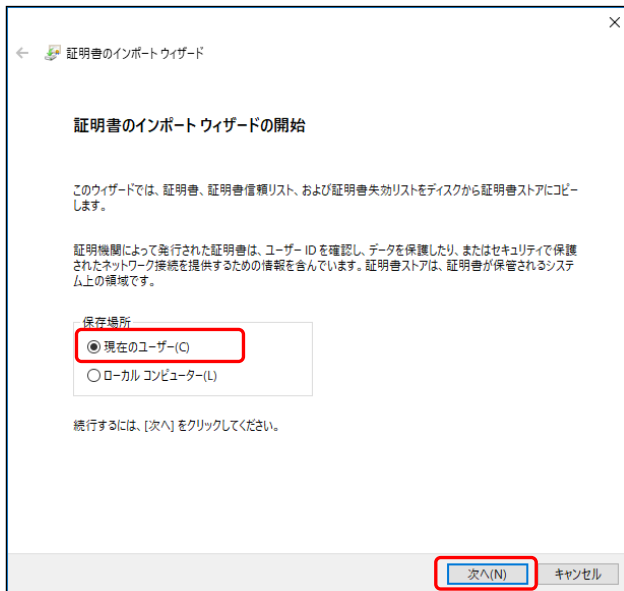 証明書のインポート ウィザード
証明書のインポート ウィザードの開始
このウィザードでは、証明書、証明書信頼リスト、および証明書失効リストをディスクから証明書ストアにコピー
します。
証明機関によって発行された証明書は、ユーザー ID を確認し、データを保護したり、またはセキュリティで保護
されたネットワーク接続を提供するための情報を含んでいます。証明書ストアは、証明書が保管されるシステ
ム上の領域です。
保存場所
現在のユーザー(C)
ローカル コンピューター(L)
続行するには、[次へ] をクリックしてください。
次へ(N)
キャンセル